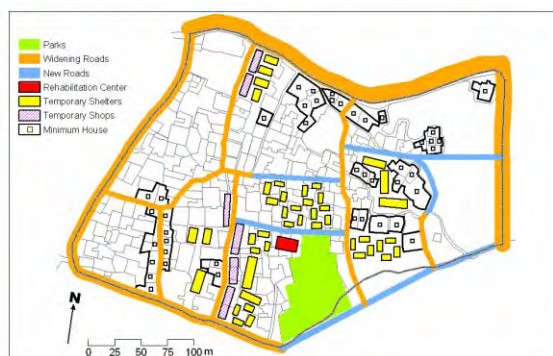 Parks
Widening Roads
New Roads
Rehabilitation Center
Temporary Shelters
Temporary Shops
Minimum House
N
0 25 50 75 100 m